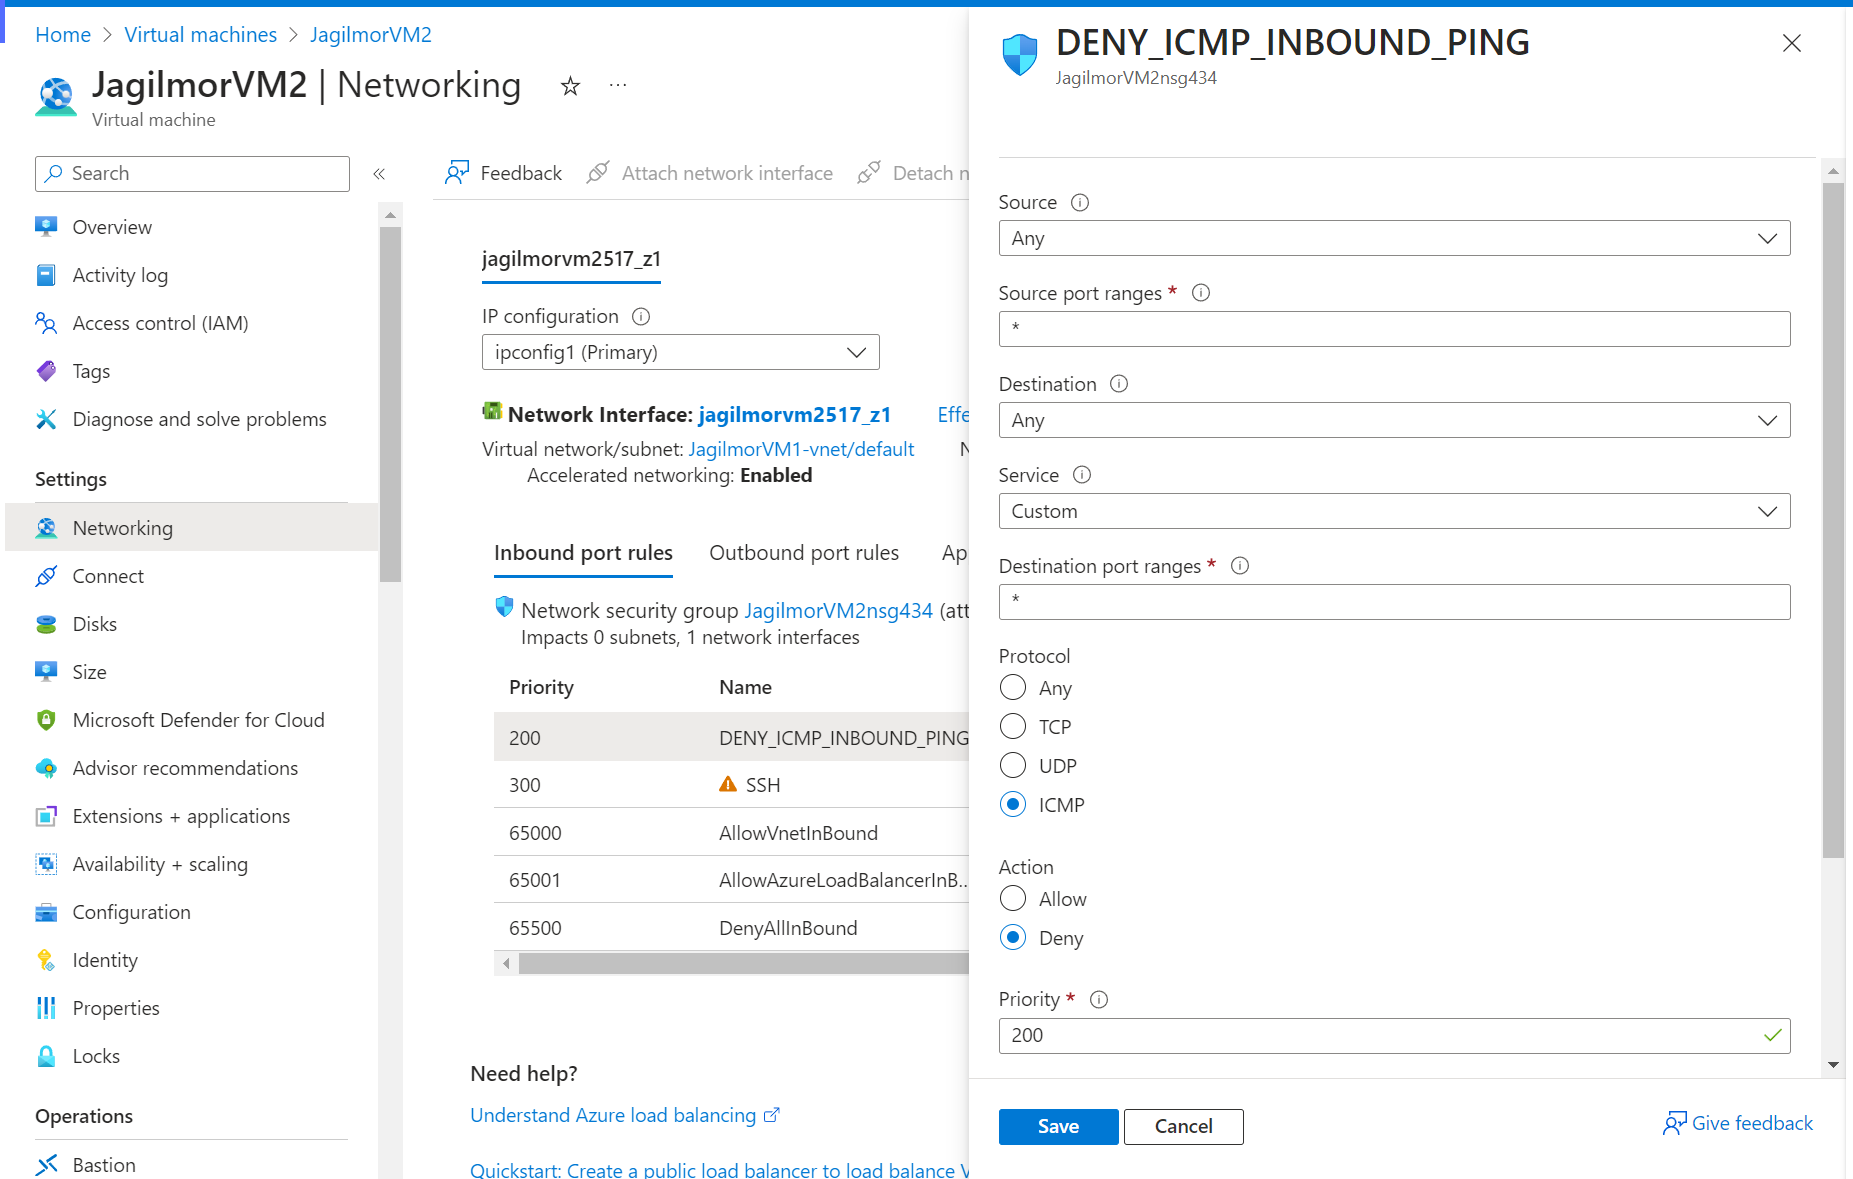 Home > Virtual machines > JagilmorVM2
JagilmorVM2 | Networking ☆ ···
Virtual machine
Search «
Overview
Activity log
Access control (IAM)
Tags
Diagnose and solve problems
Settings
Networking
Connect
Disks
Size
Microsoft Defender for Cloud
Advisor recommendations
Extensions + applications
Availability + scaling
Configuration
Identity
Properties
Locks
Operations
Bastion
Feedback Attach network interface Detach n
jagilmorvm2517_z1
IP configuration
ipconfig1 (Primary)
Network Interface: jagilmorvm2517_z1 Effe
Virtual network/subnet: JagilmorVM1-vnet/default N
Accelerated networking: Enabled
Inbound port rules Outbound port rules Ap
Network security group JagilmorVM2nsg434 (att
Impacts 0 subnets, 1 network interfaces
Priority Name
200 DENY_ICMP_INBOUND_PING
300 SSH
65000 AllowVnetInBound
65001 AllowAzureLoadBalancerInB...
65500 DenyAllInBound
Need help?
Understand Azure load balancing
Quickstart: Create a public load balancer to load balance V
DENY_ICMP_INBOUND_PING
JagilmorVM2nsg434
Source
Any
Source port ranges *
*
Destination
Any
Service
Custom
Destination port ranges *
*
Protocol
Any
TCP
UDP
ICMP
Action
Allow
Deny
Priority *
200
Save Cancel
Give feedback